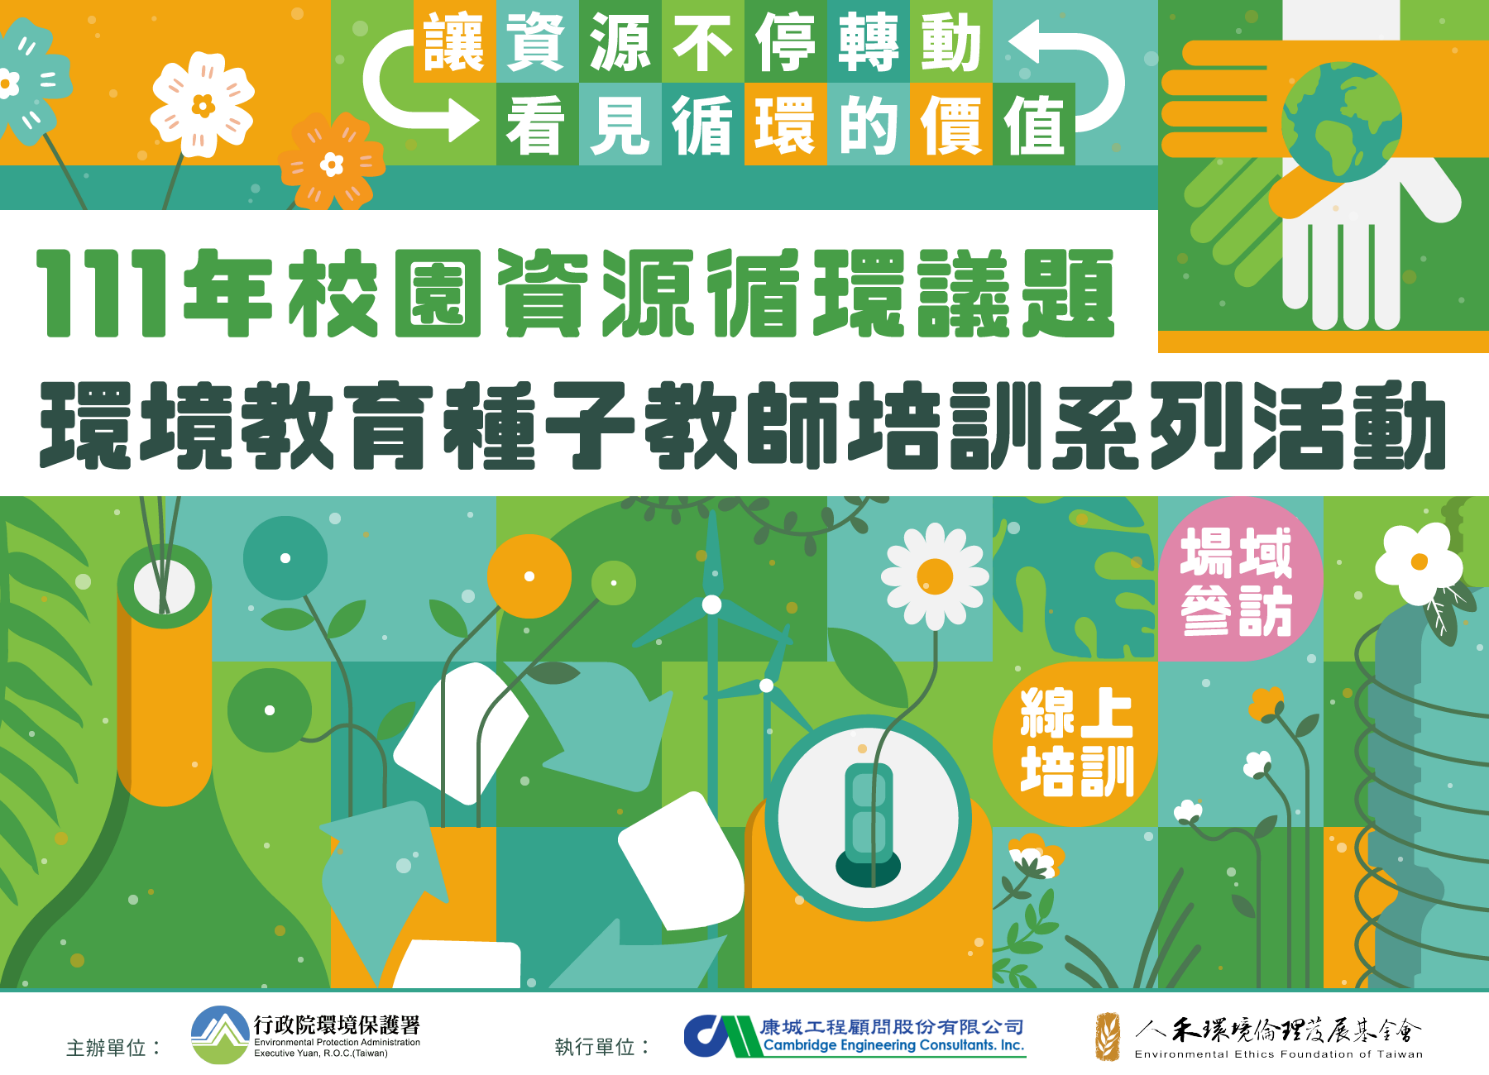 讓資源不停轉動
看見循環的價值
111年校園資源循環議題
環境教育種子教師培訓系列活動
場域
參訪
線上
培訓
主辦單位：
行政院環境保護署
Environmental Protection Administration
Executive Yuan, R.O.C.(Taiwan)
執行單位：
康城工程顧問股份有限公司
Cambridge Engineering Consultants. Inc.
人禾環境倫理發展基金會
Environmental Ethics Foundation of Taiwan